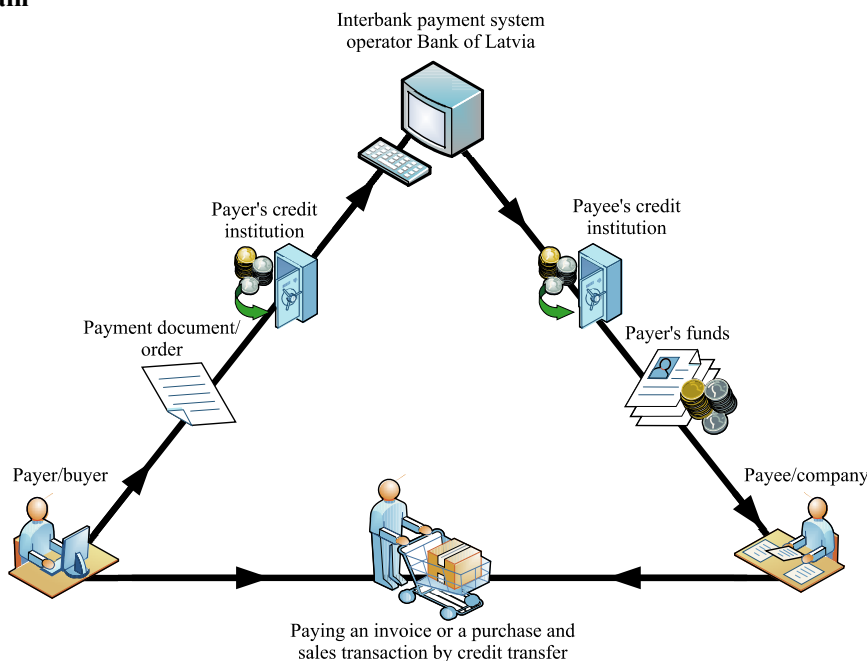 Interbank payment system
operator Bank of Latvia
Payer's credit
institution
Payee's credit
institution
Payment document/
order
Payer's funds
Payer/buyer
Payee/company
Paying an invoice or a purchase and
sales transaction by credit transfer